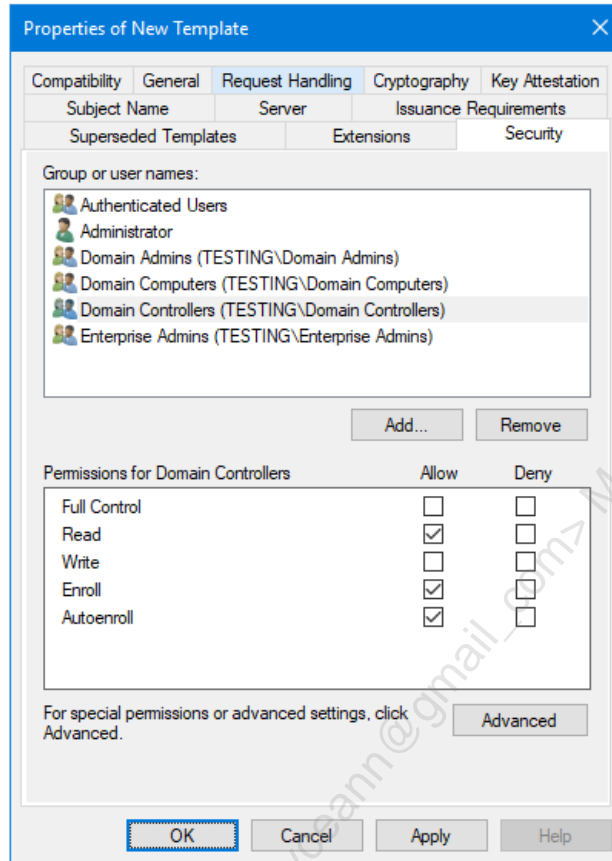 Properties of New Template
Compatibility General Request Handling Cryptography Key Attestation
Subject Name Server Issuance Requirements
Superseded Templates Extensions Security
Group or user names:
Authenticated Users
Administrator
Domain Admins (TESTING\Domain Admins)
Domain Computers (TESTING\Domain Computers)
Domain Controllers (TESTING\Domain Controllers)
Enterprise Admins (TESTING\Enterprise Admins)
Add... Remove
Permissions for Domain Controllers Allow Deny
Full Control
Read
Write
Enroll
Autoenroll
For special permissions or advanced settings, click
Advanced.
Advanced
OK Cancel Apply Help